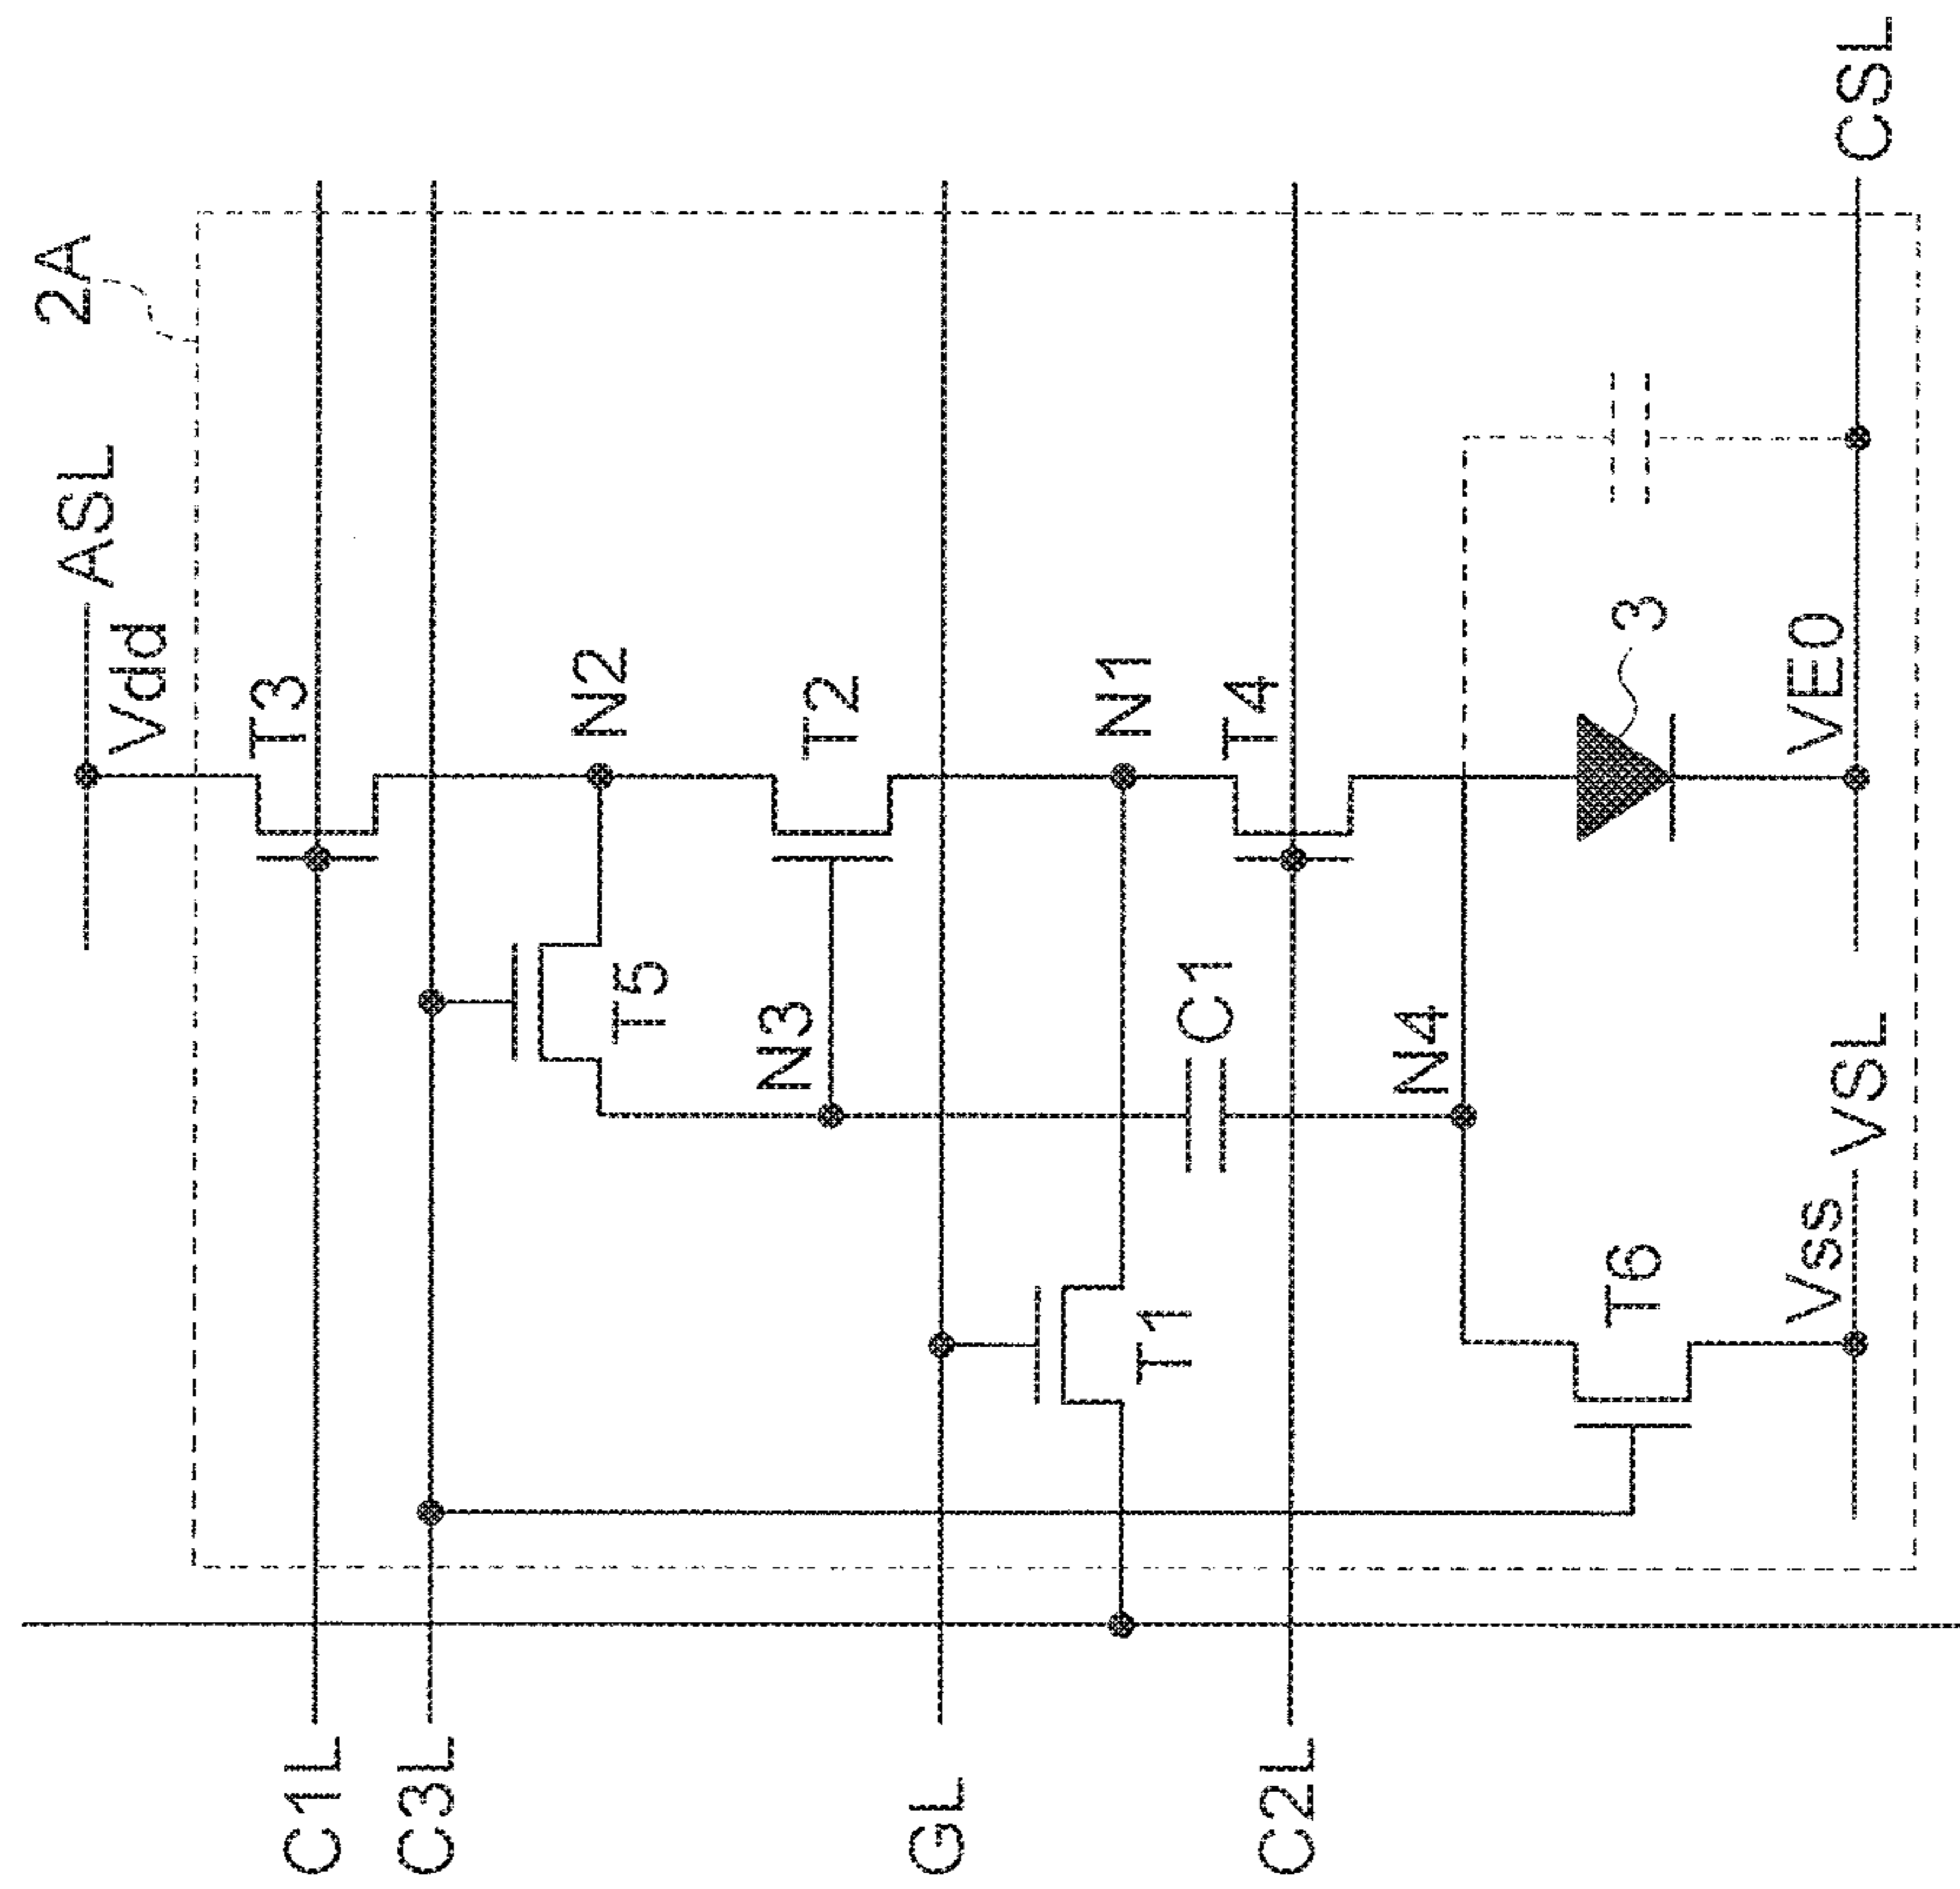 2A
ASL
Vdd
T3
C1L
C3L
N2
T5
T2
N3
GL
N1
T1
C1
T4
C2L
N4
3
T6
VE0
CSL
Vss
VSL